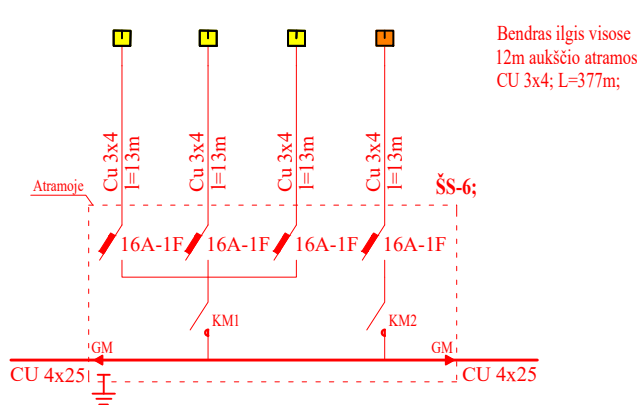 Bendras ilgis visose
12m aukščio atramos
CU 3x4; L=377m;
Cu 3x4
l=13m
Cu 3x4
l=13m
Cu 3x4
l=13m
Cu 3x4
l=13m
Atramoje
ŠS-6;
16A-1F
16A-1F
16A-1F
16A-1F
KM1
KM2
GM
GM
CU 4x25
CU 4x25